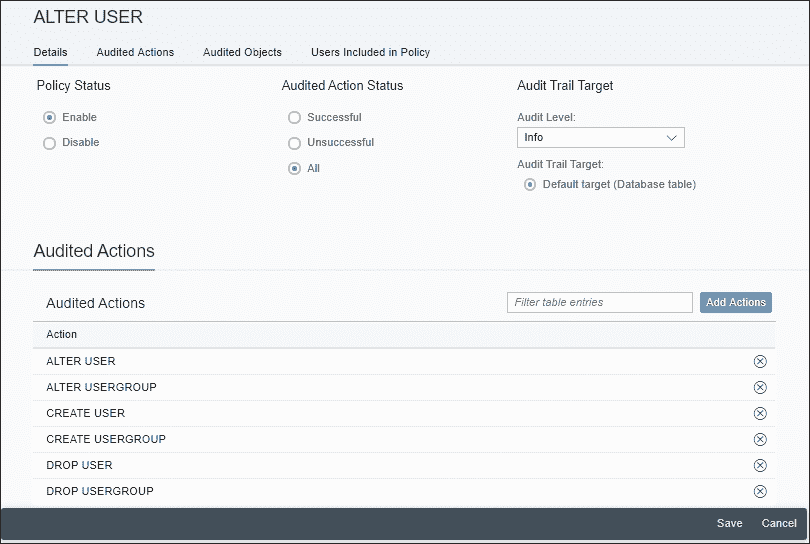 ALTER USER
Details Audited Actions Audited Objects Users Included in Policy
Policy Status Audited Action Status Audit Trail Target
Enable Successful Audit Level:
Disable Unsuccessful Info
All Audit Trail Target:
Default target (Database table)
Audited Actions
Audited Actions Filter table entries Add Actions
Action
ALTER USER
ALTER USERGROUP
CREATE USER
CREATE USERGROUP
DROP USER
DROP USERGROUP
Save Cancel